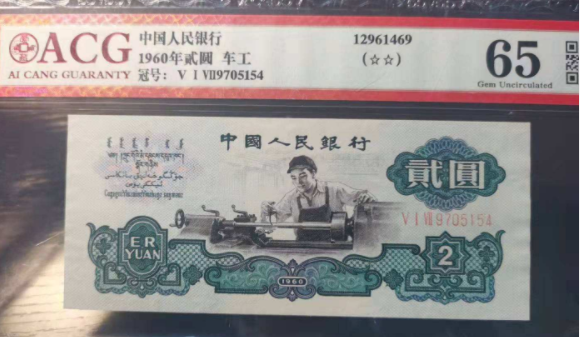 ACG
AI CANG GUARANTY
中国人民银行
1960年贰圆 车工
冠号: V I VII9705154
12961469
(☆☆)
65
Gem Uncirculated
中國人民銀行
貳圓
V I VII 9705154
ER
YUAN
1960
2